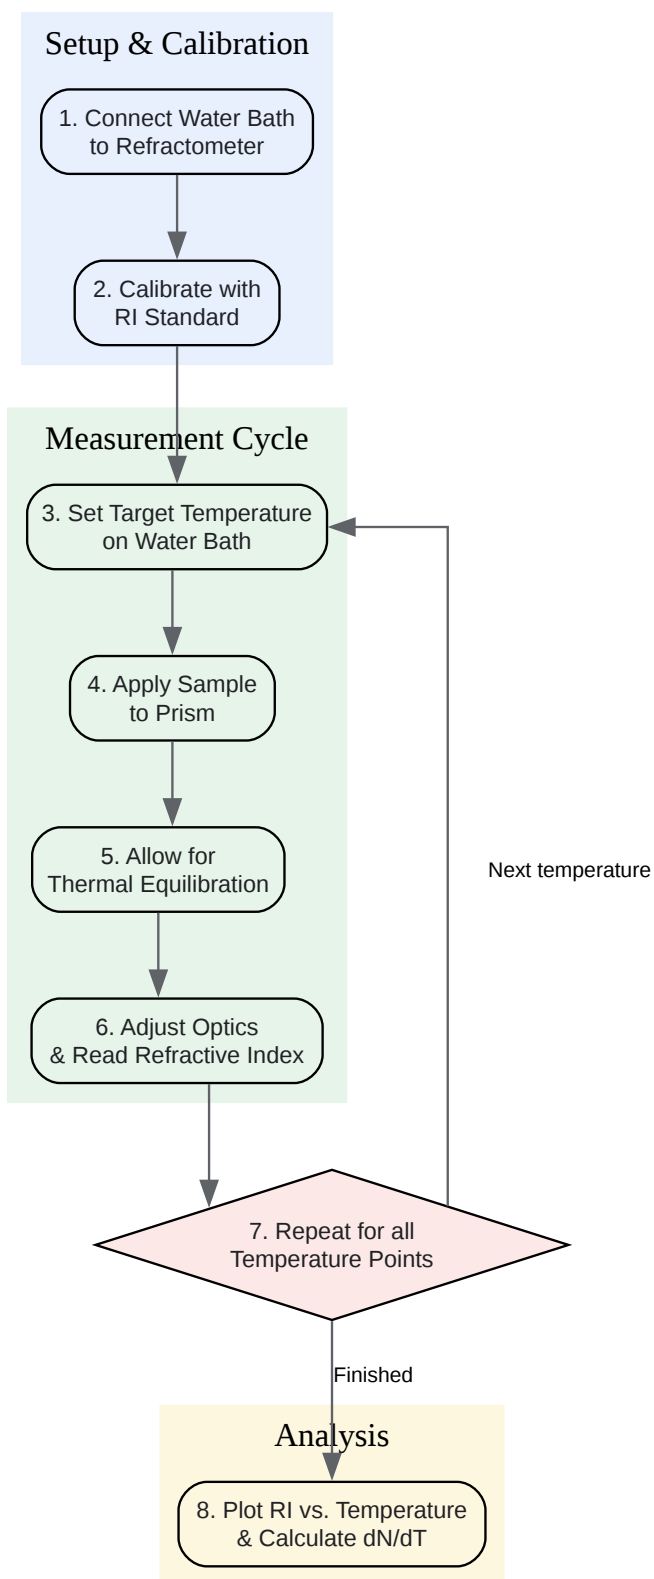 Setup & Calibration
1. Connect Water Bath
to Refractometer
2. Calibrate with
RI Standard
Measurement Cycle
3. Set Target Temperature
on Water Bath
4. Apply Sample
to Prism
5. Allow for
Thermal Equilibration
Next temperature
6. Adjust Optics
& Read Refractive Index
7. Repeat for all
Temperature Points
Finished
Analysis
8. Plot RI vs. Temperature
& Calculate dN/dT